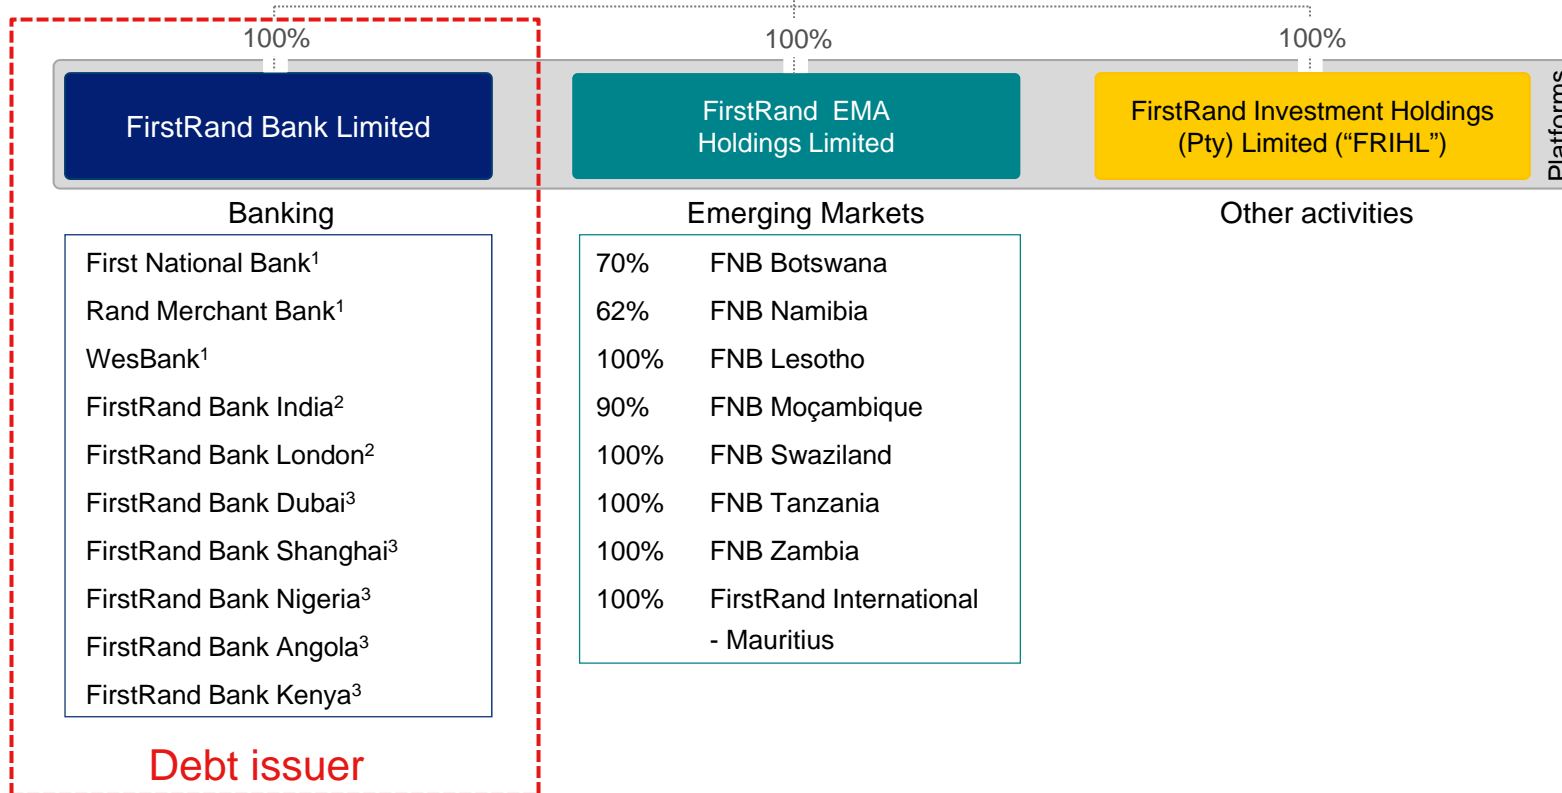 100%
100%
100%
FirstRand Bank Limited
FirstRand EMA
Holdings Limited
FirstRand Investment Holdings
(Pty) Limited (“FRIHL”)
Platforms
Banking
First National Bank¹
Rand Merchant Bank¹
WesBank¹
FirstRand Bank India²
FirstRand Bank London²
FirstRand Bank Dubai³
FirstRand Bank Shanghai³
FirstRand Bank Nigeria³
FirstRand Bank Angola³
FirstRand Bank Kenya³
Debt issuer
Emerging Markets
70% FNB Botswana
62% FNB Namibia
100% FNB Lesotho
90% FNB Moçambique
100% FNB Swaziland
100% FNB Tanzania
100% FNB Zambia
100% FirstRand International
- Mauritius
Other activities